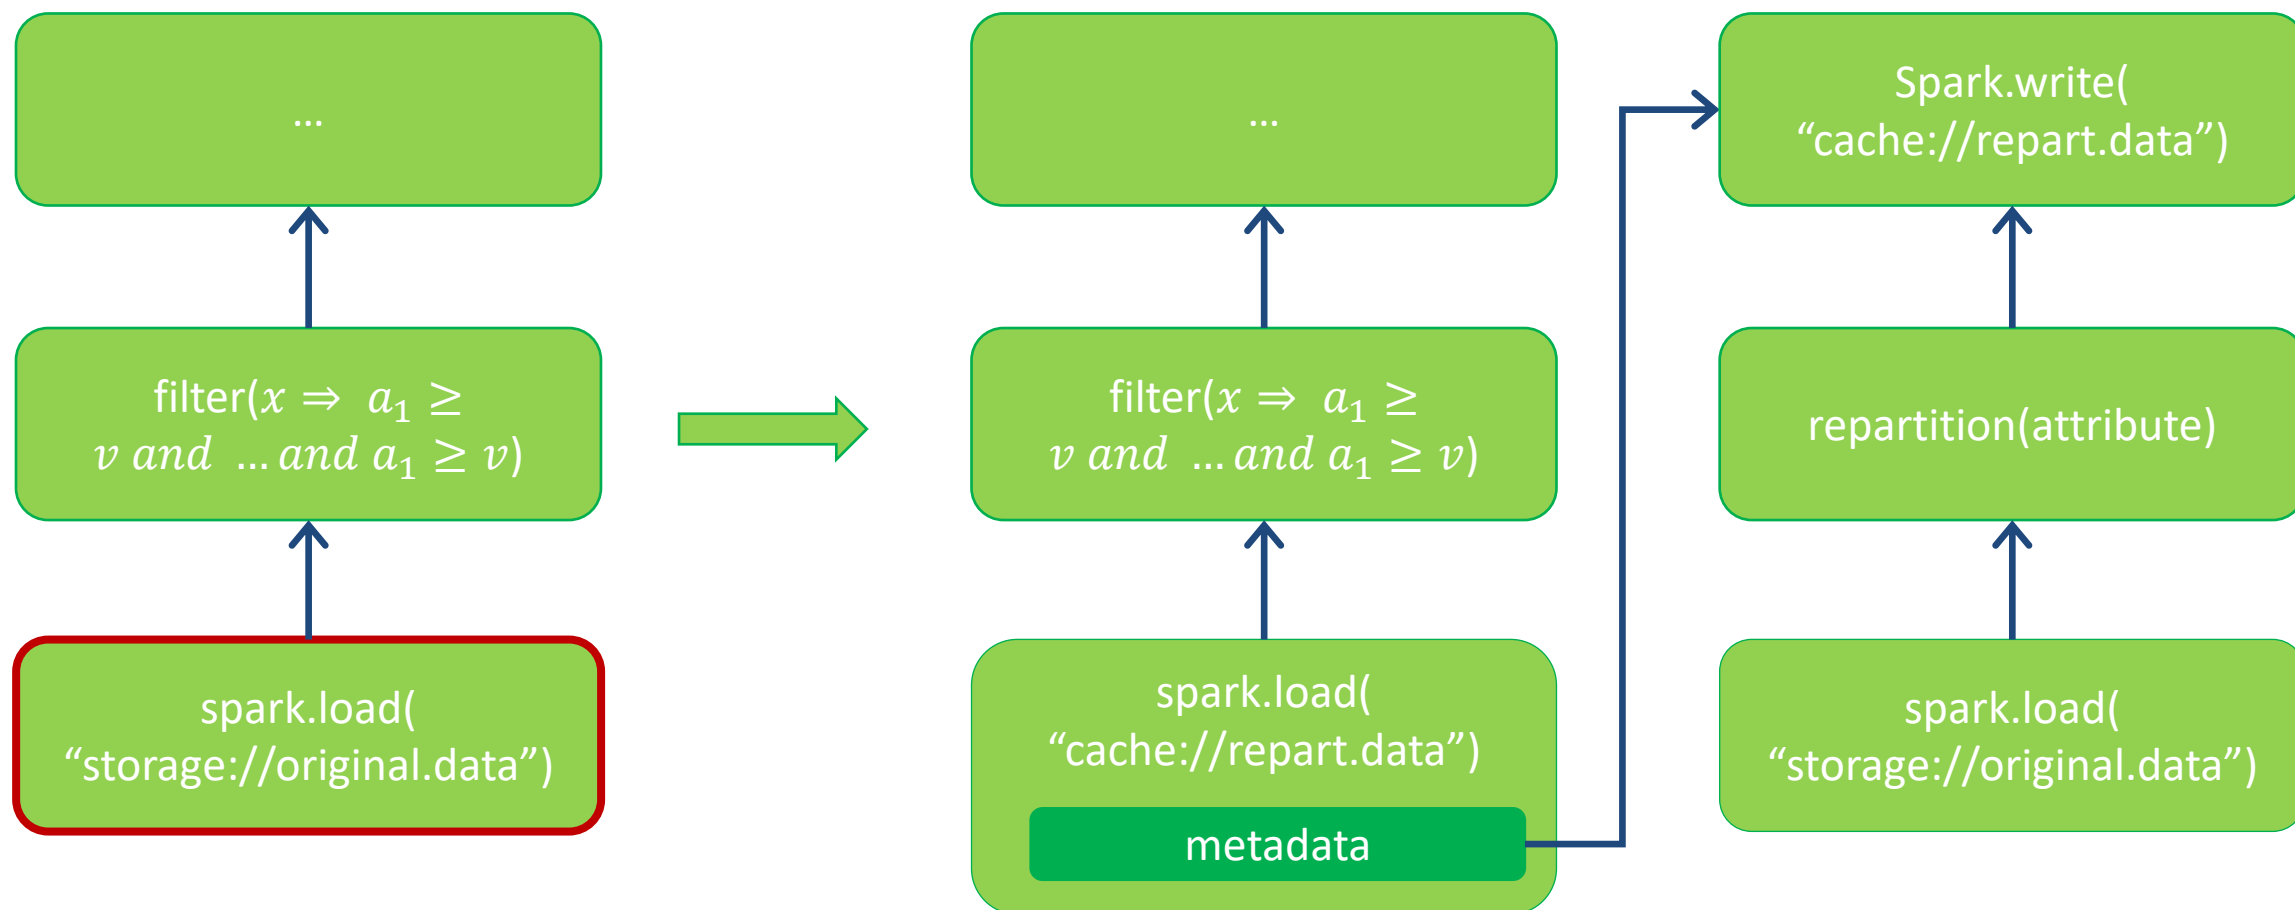 ...
filter(x ⇒ a₁ ≥
v and ... and a₁ ≥ v)
spark.load(
“storage://original.data”)
...
filter(x ⇒ a₁ ≥
v and ... and a₁ ≥ v)
spark.load(
“cache://repart.data”)
metadata
Spark.write(
“cache://repart.data”)
repartition(attribute)
spark.load(
“storage://original.data”)